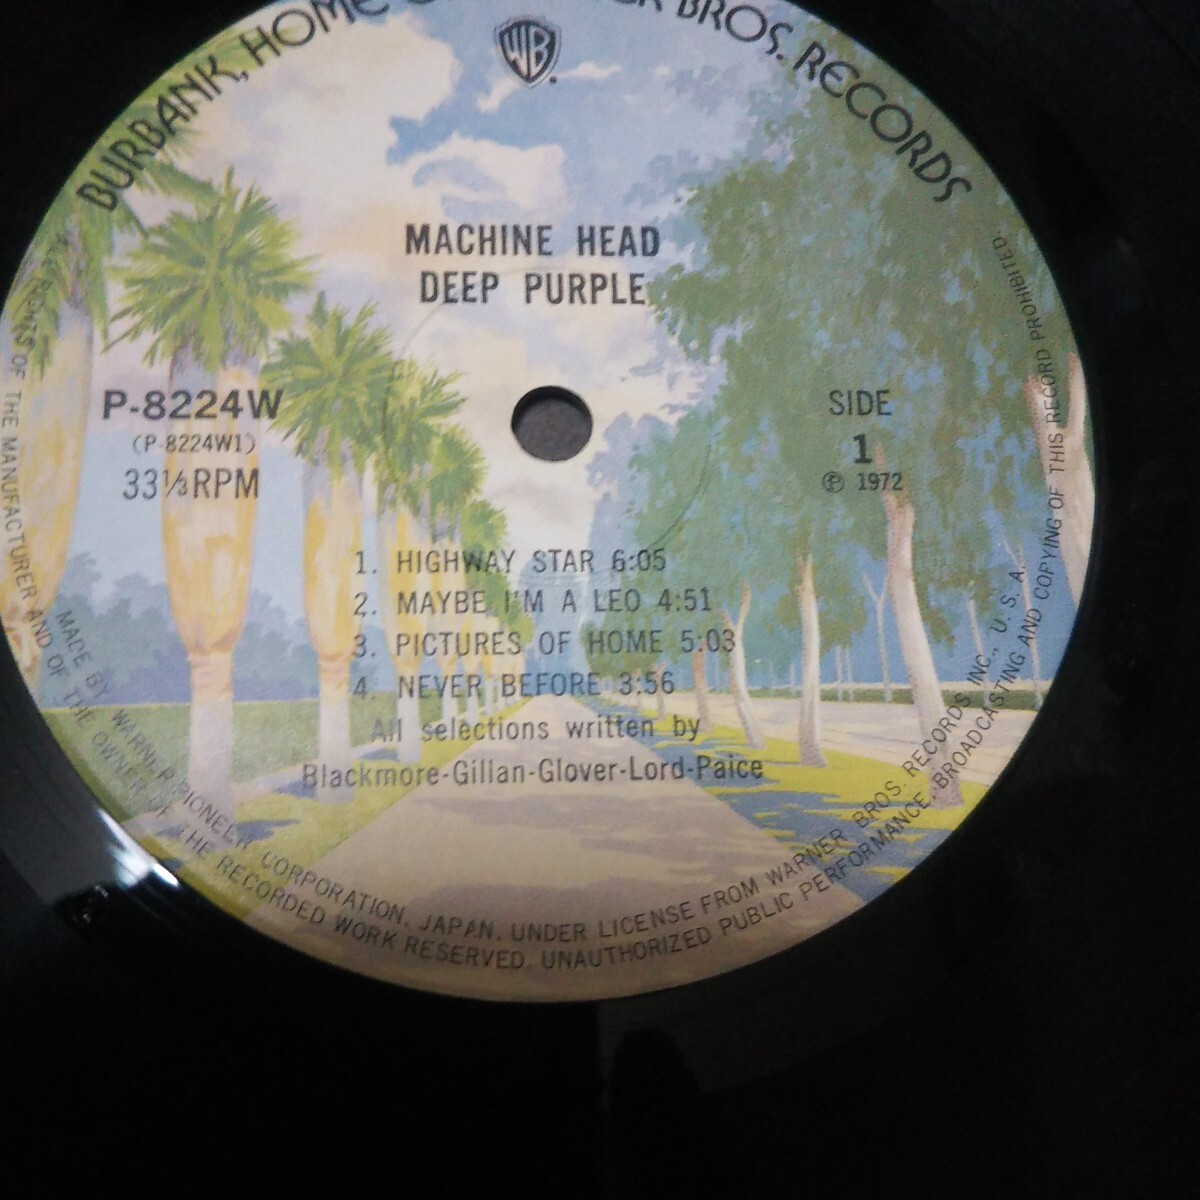 BURBANK, HOME BROS. RECORDS
WB
MACHINE HEAD
DEEP PURPLE
P-8224W
(P-8224W1)
33⅓RPM
SIDE
1
Ⓟ 1972
1. HIGHWAY STAR 6:05
2. MAYBE I'M A LEO 4:51
3. PICTURES OF HOME 5:03
4. NEVER BEFORE 3:56
All selections written by
Blackmore-Gillan-Glover-Lord-Paice
MADE BY WARNER-PIONEER CORPORATION, JAPAN. UNDER LICENSE FROM WARNER BROS. RECORDS INC., U. S. A.
RIGHTS OF THE MANUFACTURER AND OF THE OWNER OF THE RECORDED WORK RESERVED. UNAUTHORIZED PUBLIC PERFORMANCE, BROADCASTING AND COPYING OF THIS RECORD PROHIBITED.